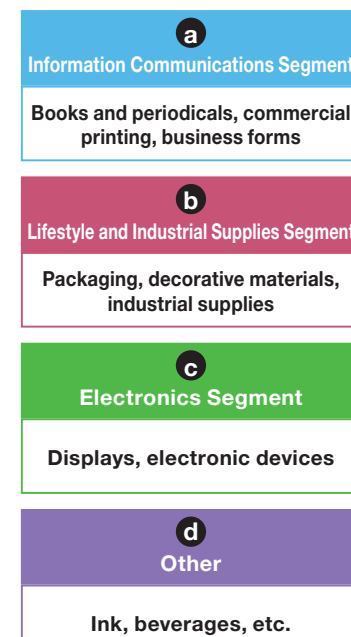 a
Information Communications Segment
Books and periodicals, commercial
printing, business forms
b
Lifestyle and Industrial Supplies Segment
Packaging, decorative materials,
industrial supplies
c
Electronics Segment
Displays, electronic devices
d
Other
Ink, beverages, etc.